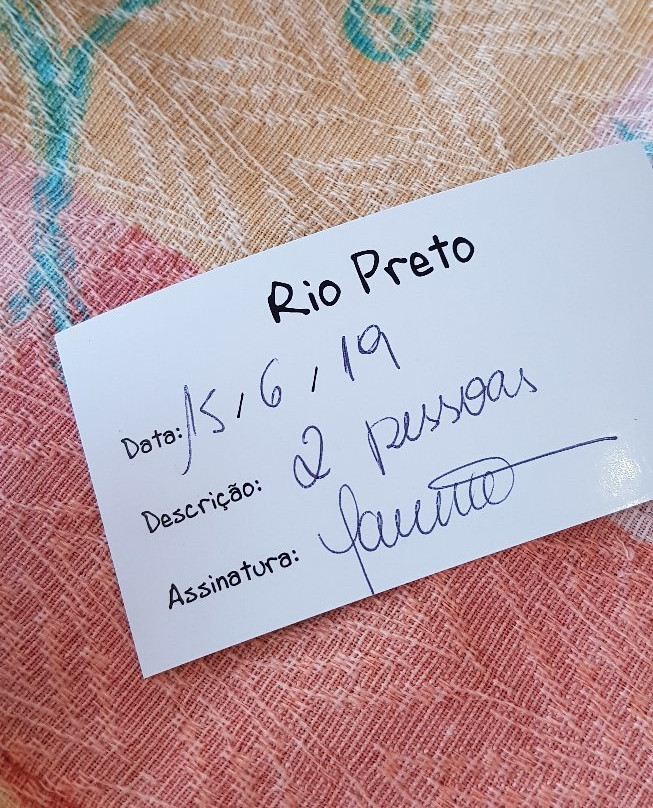 Rio Preto
Data: 15, 6, 19
Descrição: 2 pessoas
Assinatura: